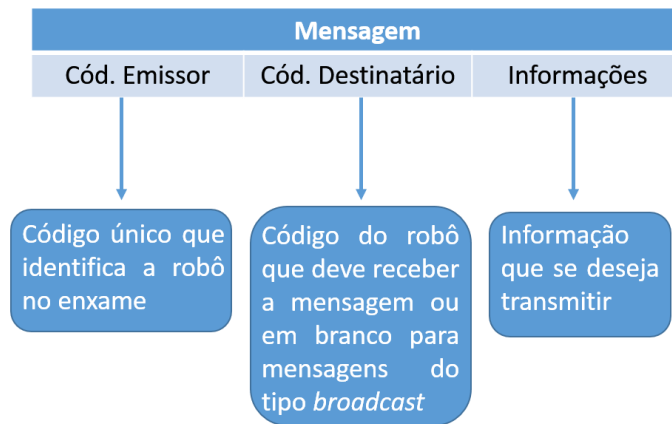 Mensagem
Cód. Emissor
Cód. Destinatário
Informações
Código único que
identifica a robô
no enxame
Código do robô
que deve receber
a mensagem ou
em branco para
mensagens do
tipo broadcast
Informação
que se deseja
transmitir